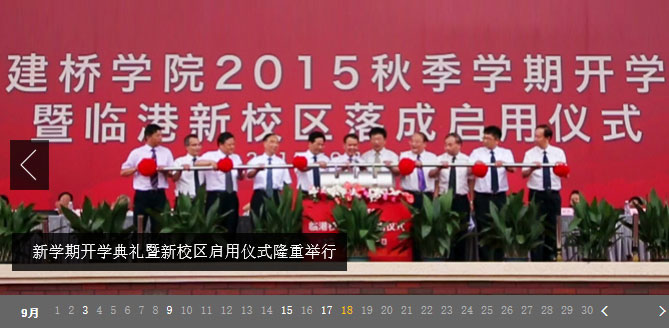 建桥学院2015秋季学期开学
暨临港新校区落成启用仪式
新学期开学典礼暨新校区启用仪式隆重举行
9月 1 2 3 4 5 6 7 8 9 10 11 12 13 14 15 16 17 18 19 20 21 22 23 24 25 26 27 28 29 30